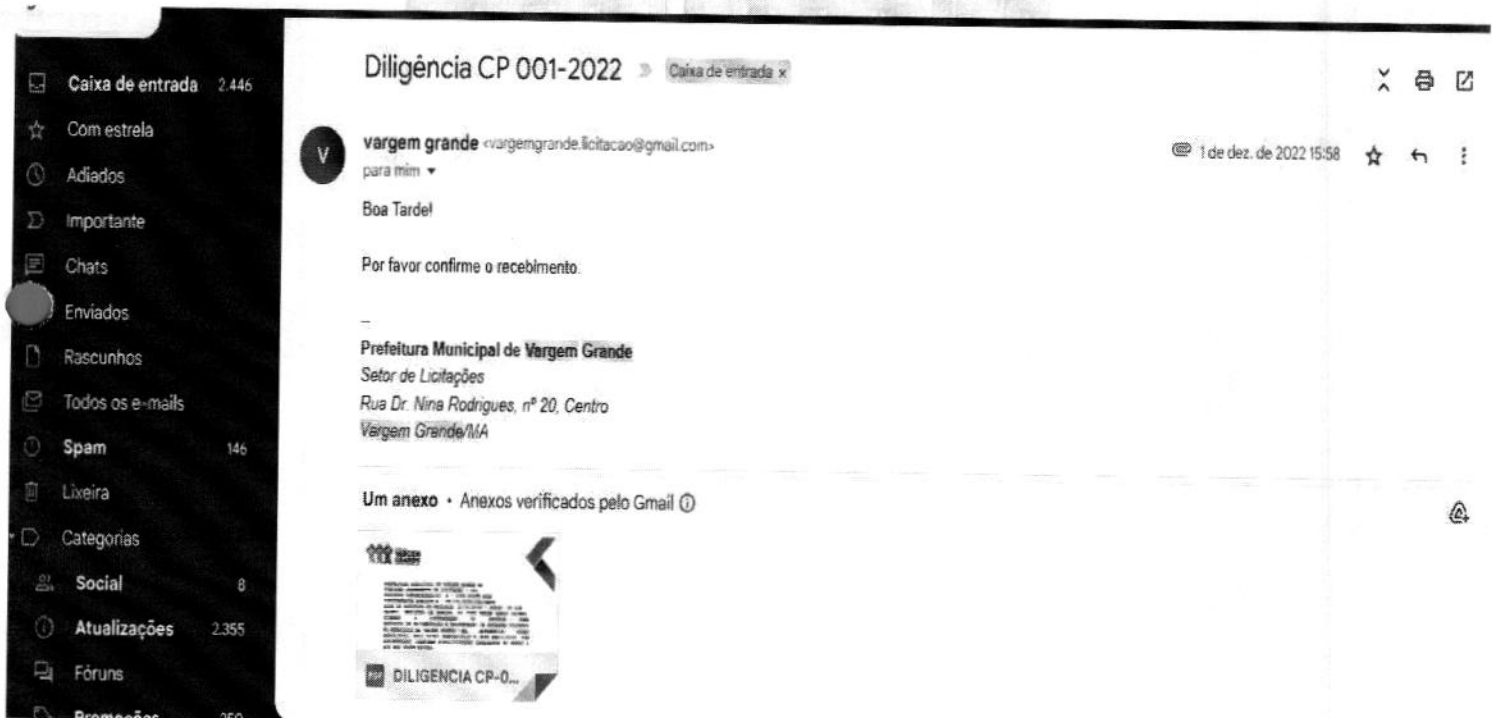 Diligência CP 001-2022 Caixa de entrada x
vargem grande <vargemgrande.licitacao@gmail.com>
1 de dez. de 2022 15:58
para mim
Boa Tarde!
Por favor confirme o recebimento.
--
Prefeitura Municipal de Vargem Grande
Setor de Licitações
Rua Dr. Nina Rodrigues, nº 20, Centro
Vargem Grande/MA
Um anexo • Anexos verificados pelo Gmail
DILIGENCIA CP-0...
PDF
V
Caixa de entrada 2.446
Com estrela
Adiados
Importante
Chats
Enviados
Rascunhos
Todos os e-mails
Spam 146
Lixeira
Categorias
Social 8
Atualizações 2.355
Fóruns
Promoções